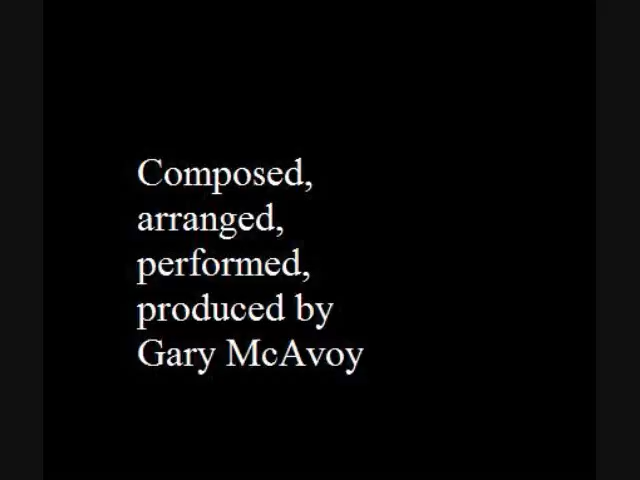 Composed,
arranged,
performed,
produced by
Gary McAvoy